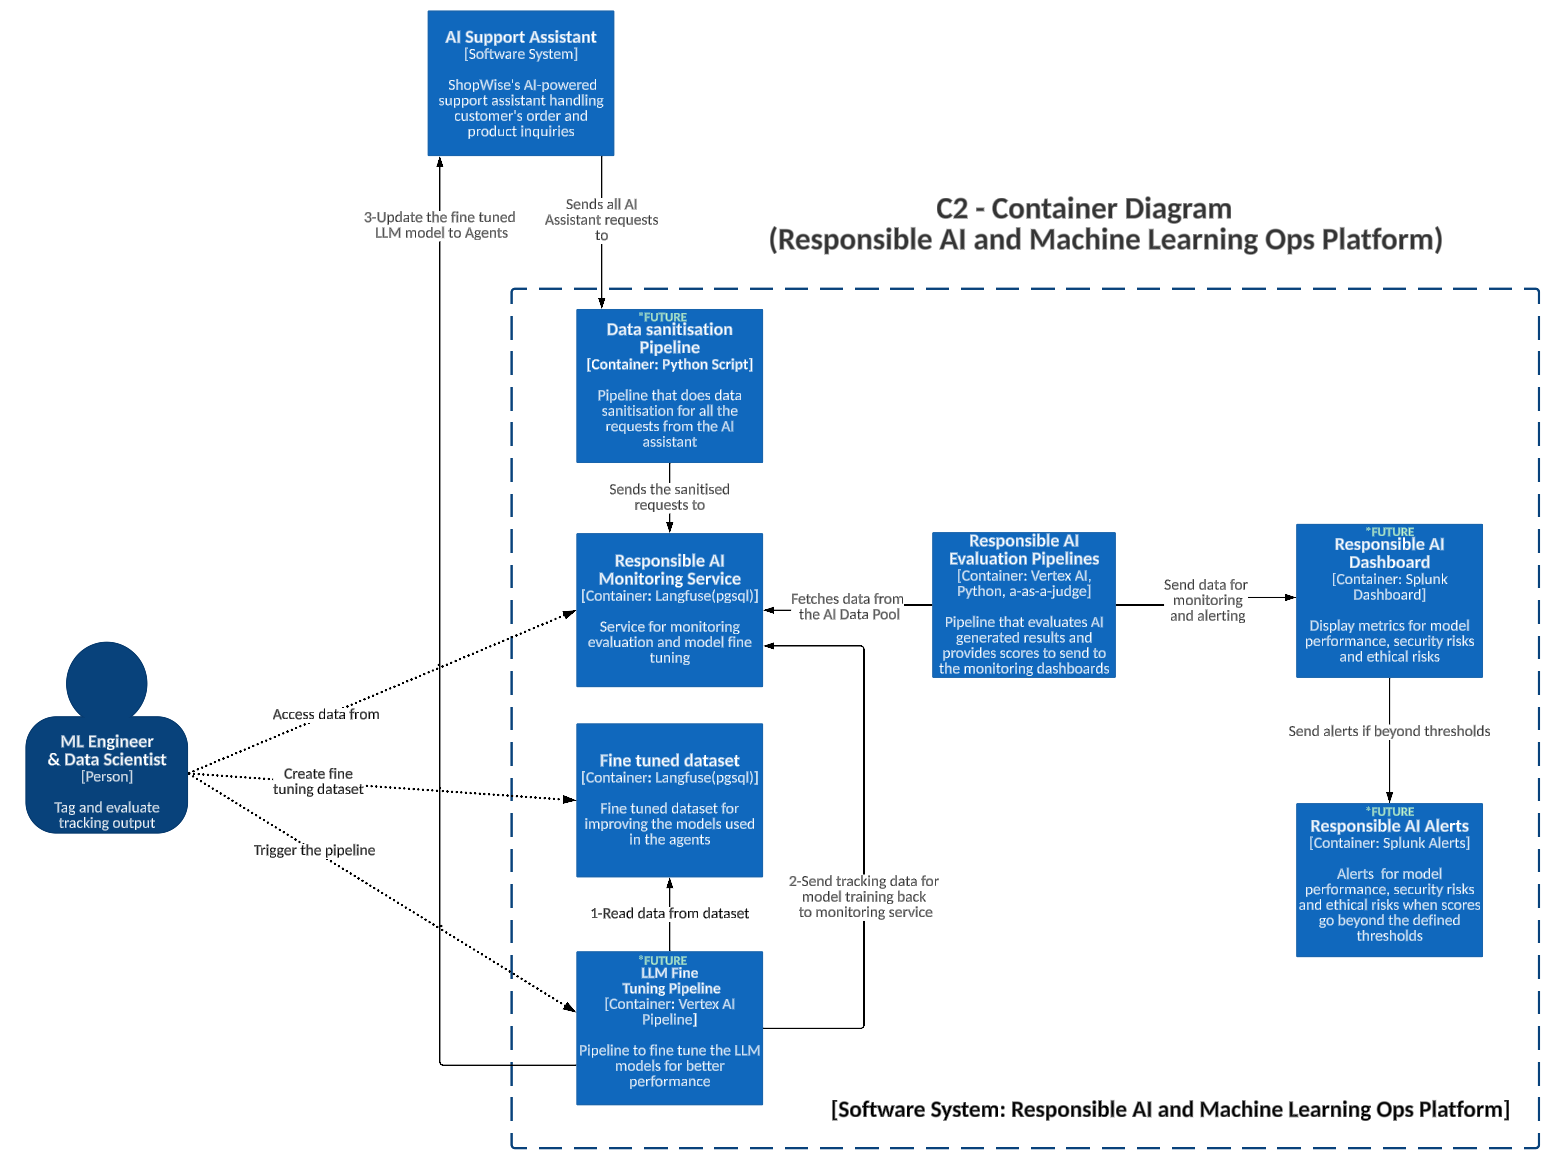 AI Support Assistant
[Software System]
ShopWise's AI-powered
support assistant handling
customer's order and
product inquiries
3-Update the fine tuned
LLM model to Agents
Sends all AI
Assistant requests
to
C2 - Container Diagram
(Responsible AI and Machine Learning Ops Platform)
*FUTURE
Data sanitisation
Pipeline
[Container: Python Script]
Pipeline that does data
sanitisation for all the
requests from the AI
assistant
Sends the sanitised
requests to
Responsible AI
Monitoring Service
[Container: Langfuse(pgsql)]
Service for monitoring
evaluation and model fine
tuning
Fetches data from
the AI Data Pool
Responsible AI
Evaluation Pipelines
[Container: Vertex AI,
Python, a-as-a-judge]
Pipeline that evaluates AI
generated results and
provides scores to send to
the monitoring dashboards
Send data for
monitoring
and alerting
*FUTURE
Responsible AI
Dashboard
[Container: Splunk
Dashboard]
Display metrics for model
performance, security risks
and ethical risks
Send alerts if beyond thresholds
*FUTURE
Responsible AI Alerts
[Container: Splunk Alerts]
Alerts  for model
performance, security risks
and ethical risks when scores
go beyond the defined
thresholds
ML Engineer
& Data Scientist
[Person]
Tag and evaluate
tracking output
Access data from
Create fine
tuning dataset
Trigger the pipeline
Fine tuned dataset
[Container: Langfuse(pgsql)]
Fine tuned dataset for
improving the models used
in the agents
1-Read data from dataset
2-Send tracking data for
model training back
to monitoring service
*FUTURE
LLM Fine
Tuning Pipeline
[Container: Vertex AI
Pipeline]
Pipeline to fine tune the LLM
models for better
performance
[Software System: Responsible AI and Machine Learning Ops Platform]